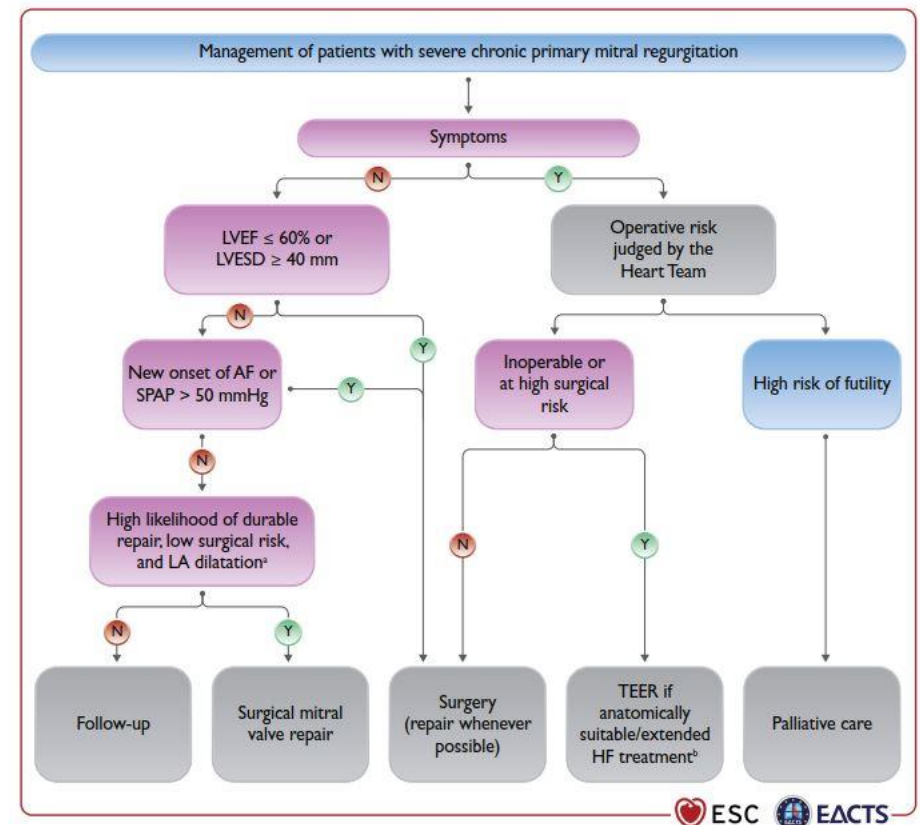 Management of patients with severe chronic primary mitral regurgitation
Symptoms
N
Y
LVEF ≤ 60% or
LVESD ≥ 40 mm
Operative risk
judged by the
Heart Team
N
Y
New onset of AF or
SPAP > 50 mmHg
Y
Inoperable or
at high surgical
risk
High risk of futility
N
High likelihood of durable
repair, low surgical risk,
and LA dilatationᵃ
N
Y
N
Y
Follow-up
Surgical mitral
valve repair
Surgery
(repair whenever
possible)
TEER if
anatomically
suitable/extended
HF treatmentᵇ
Palliative care
ESC
EACTS